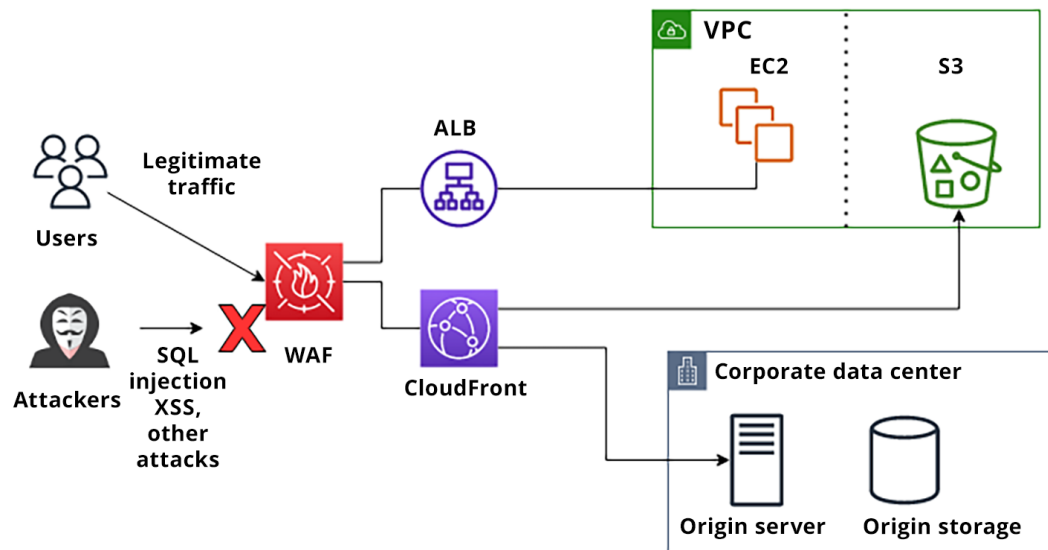 VPC
EC2
S3
ALB
Legitimate
traffic
Users
WAF
SQL
injection
XSS,
other
attacks
Attackers
CloudFront
Corporate data center
Origin server
Origin storage